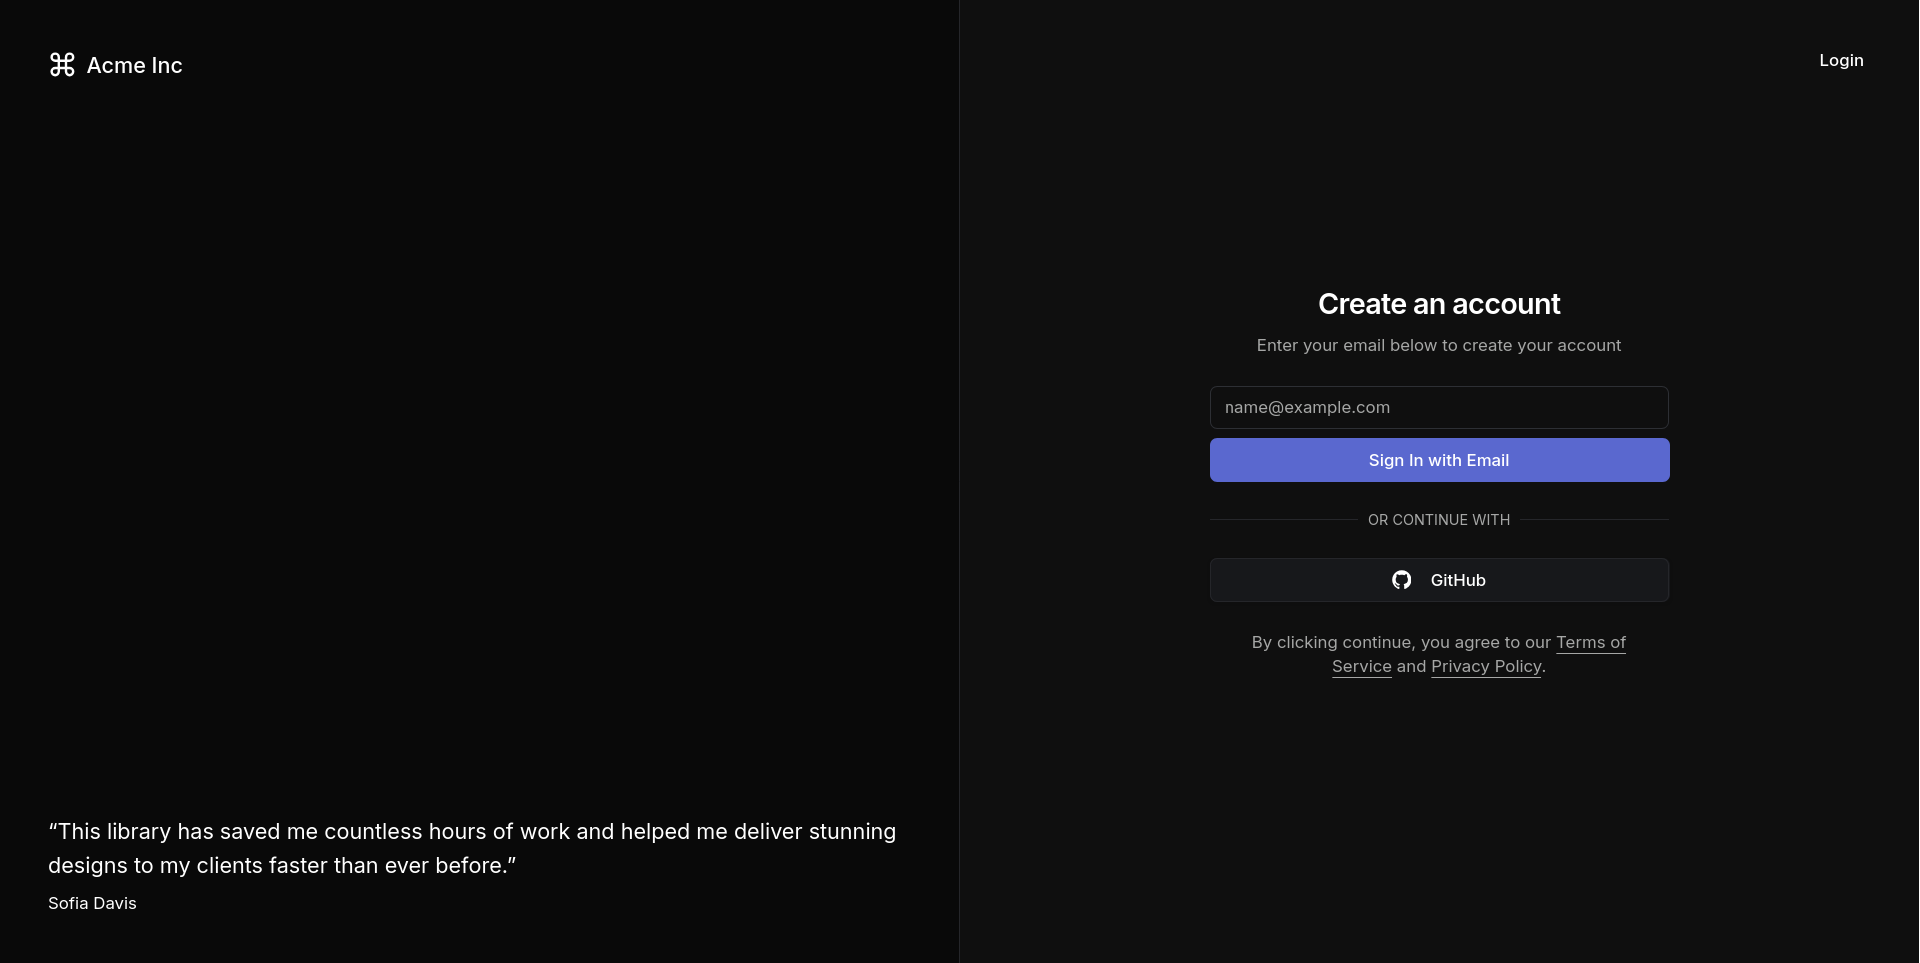 Acme Inc
Login
Create an account
Enter your email below to create your account
name@example.com
Sign In with Email
OR CONTINUE WITH
GitHub
By clicking continue, you agree to our Terms of
Service and Privacy Policy.
“This library has saved me countless hours of work and helped me deliver stunning
designs to my clients faster than ever before.”
Sofia Davis